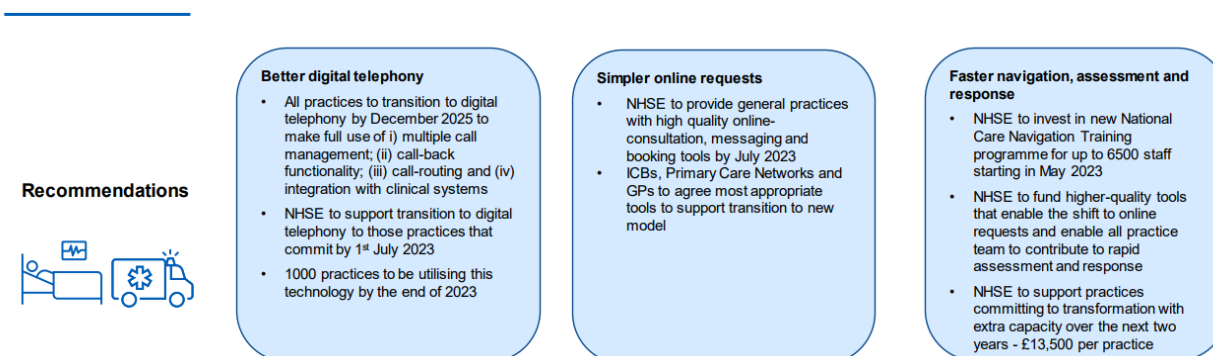 Recommendations
Better digital telephony
• All practices to transition to digital
telephony by December 2025 to
make full use of i) multiple call
management; (ii) call-back
functionality; (iii) call-routing and (iv)
integration with clinical systems
• NHSE to support transition to digital
telephony to those practices that
commit by 1st July 2023
• 1000 practices to be utilising this
technology by the end of 2023
Simpler online requests
• NHSE to provide general practices
with high quality online-
consultation, messaging and
booking tools by July 2023
• ICBs, Primary Care Networks and
GPs to agree most appropriate
tools to support transition to new
model
Faster navigation, assessment and
response
• NHSE to invest in new National
Care Navigation Training
programme for up to 6500 staff
starting in May 2023
• NHSE to fund higher-quality tools
that enable the shift to online
requests and enable all practice
team to contribute to rapid
assessment and response
• NHSE to support practices
committing to transformation with
extra capacity over the next two
years - £13,500 per practice